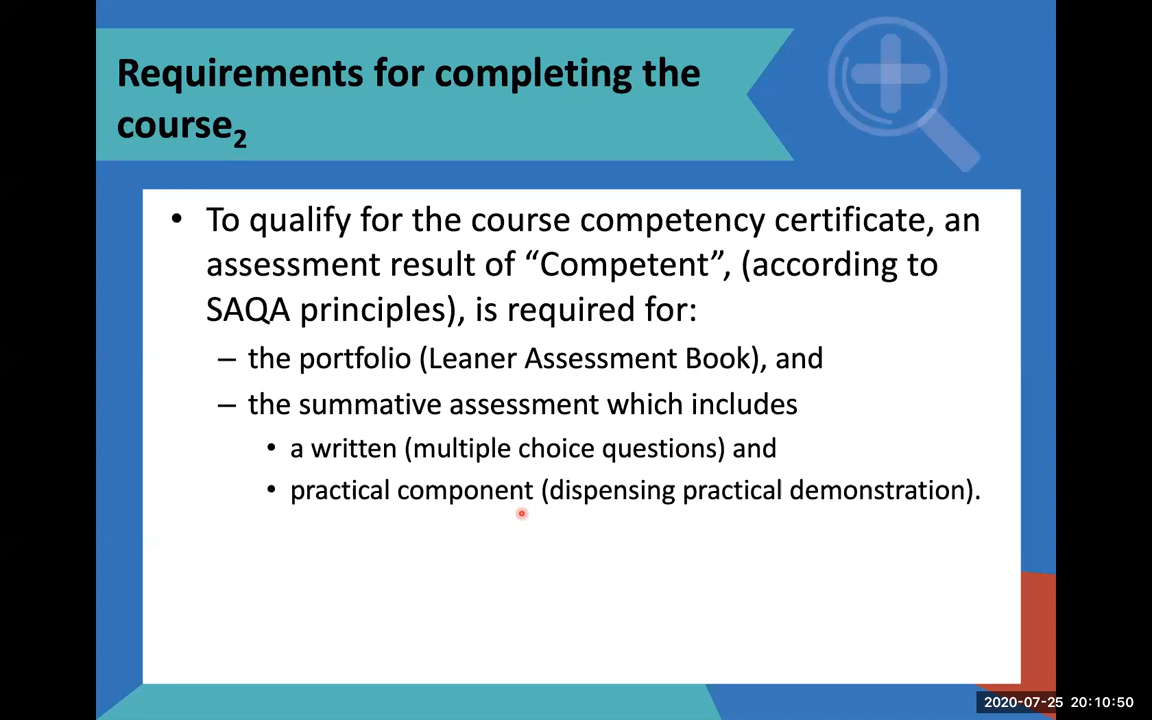 Requirements for completing the
course2
• To qualify for the course competency certificate, an
assessment result of “Competent”, (according to
SAQA principles), is required for:
– the portfolio (Leaner Assessment Book), and
– the summative assessment which includes
• a written (multiple choice questions) and
• practical component (dispensing practical demonstration).
2020-07-25 20:10:50